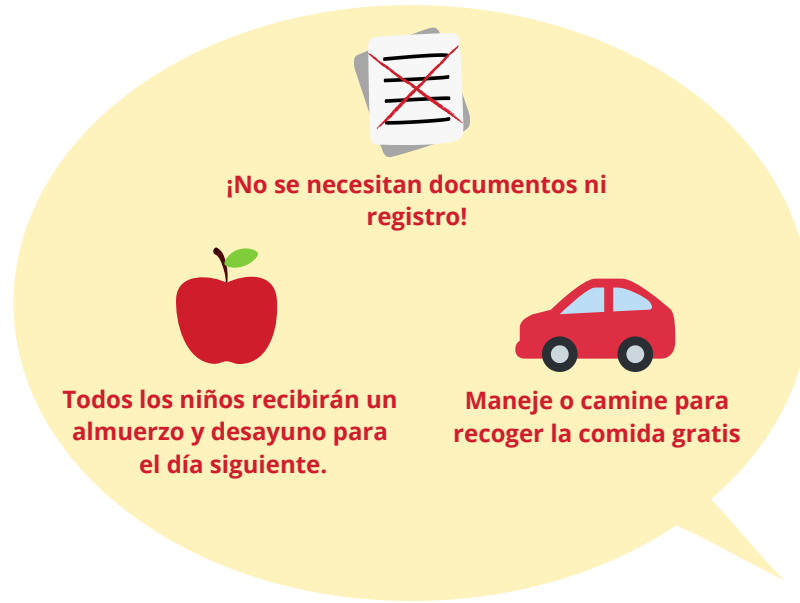 ¡No se necesitan documentos ni
registro!
Todos los niños recibirán un
almuerzo y desayuno para
el día siguiente.
Maneje o camine para
recoger la comida gratis